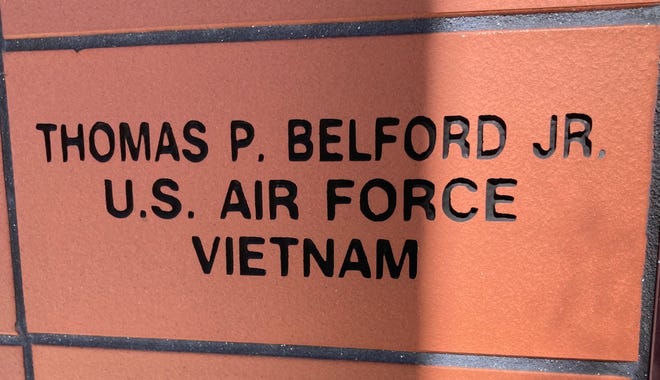 THOMAS P. BELFORD JR.
U.S. AIR FORCE
VIETNAM